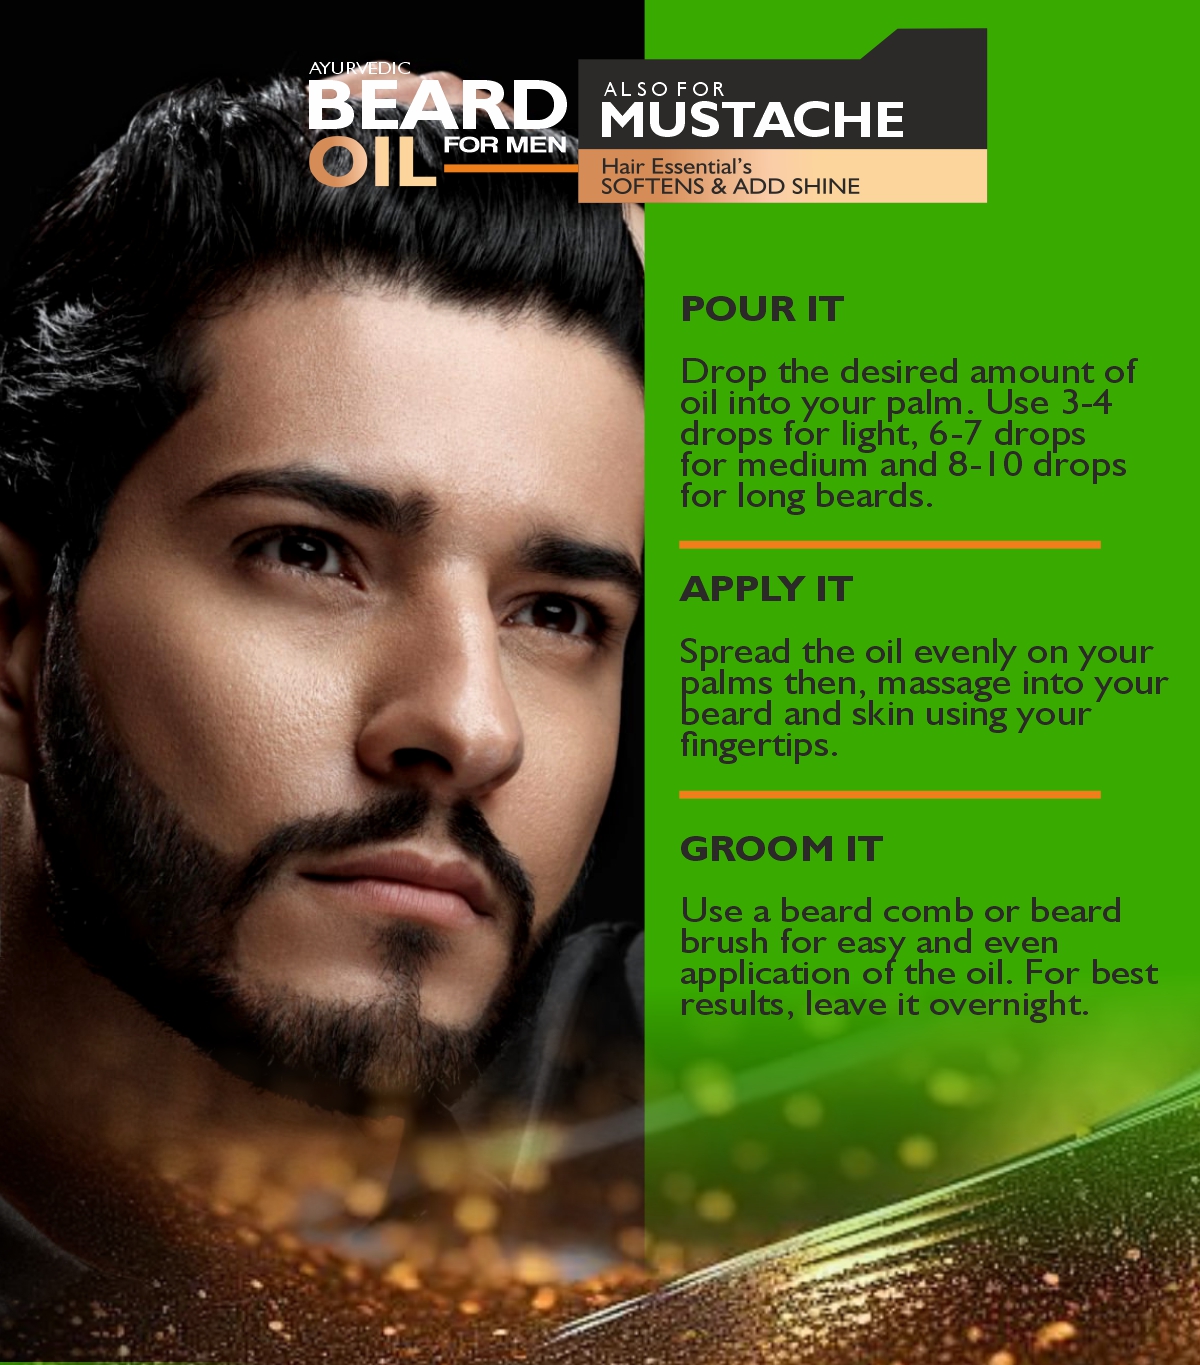 AYURVEDIC
BEARD
OIL FOR MEN
ALSO FOR
MUSTACHE
Hair Essential's
SOFTENS & ADD SHINE
POUR IT
Drop the desired amount of
oil into your palm. Use 3-4
drops for light, 6-7 drops
for medium and 8-10 drops
for long beards.
APPLY IT
Spread the oil evenly on your
palms then, massage into your
beard and skin using your
fingertips.
GROOM IT
Use a beard comb or beard
brush for easy and even
application of the oil. For best
results, leave it overnight.